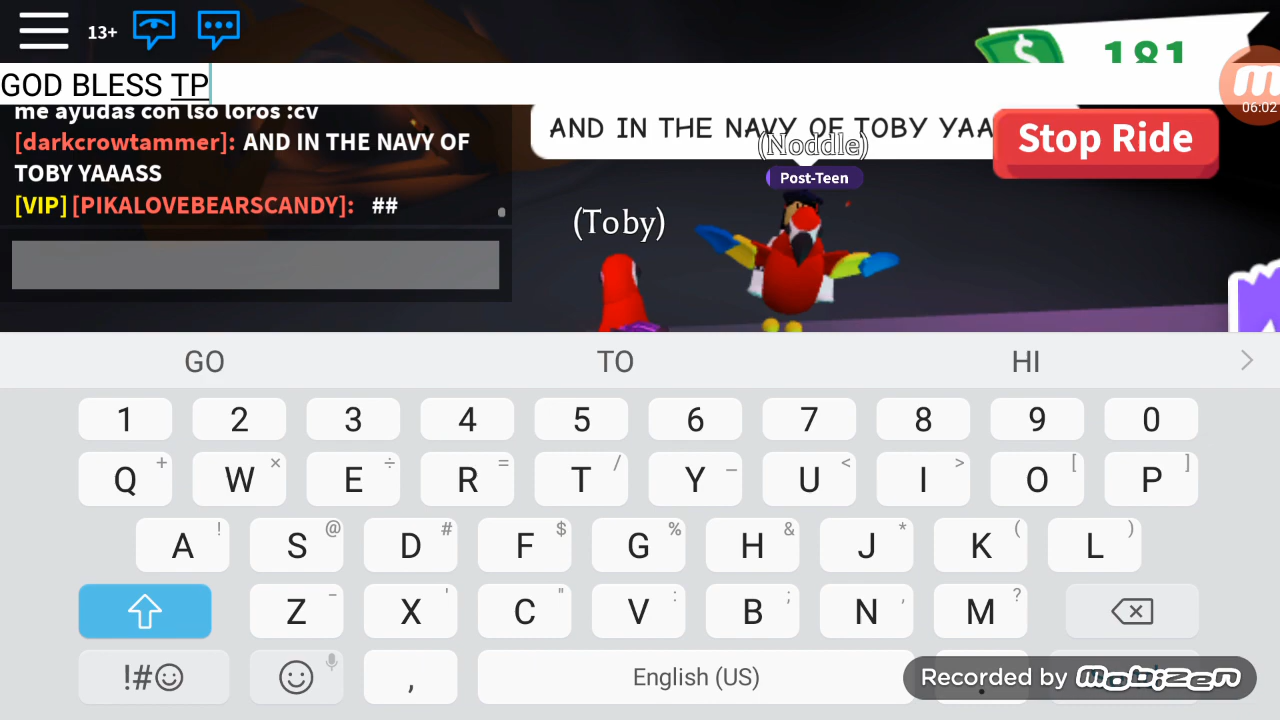 13+
181
GOD BLESS TP
06:02
me ayudas con lso loros :cv
[darkcrowtammer]: AND IN THE NAVY OF
TOBY YAAASS
[VIP] [PIKALOVEBEARSCANDY]: ##
AND IN THE NAVY OF TOBY YAA
Stop Ride
(Noddle)
Post-Teen
(Toby)
GO TO HI
1 2 3 4 5 6 7 8 9 0
Q + W × E ÷ R = T / Y _ U < I > O [ P ]
A ! S @ D # F $ G % H & J * K ( L )
Z - X ' C " V : B ; N , M ?
!#☺ , English (US) .
Recorded by mobizen